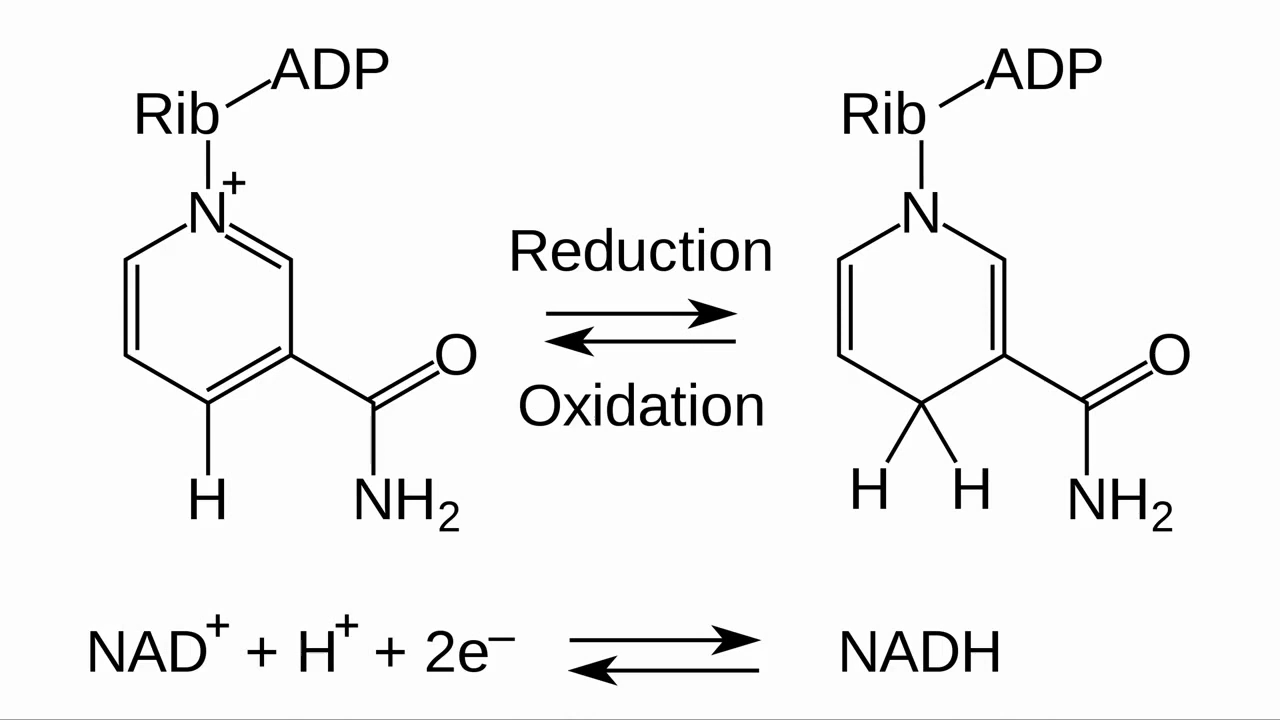 ADP
Rib
N+
O
H
NH2
Reduction
Oxidation
ADP
Rib
N
O
H H
NH2
NAD+ + H+ + 2e– NADH